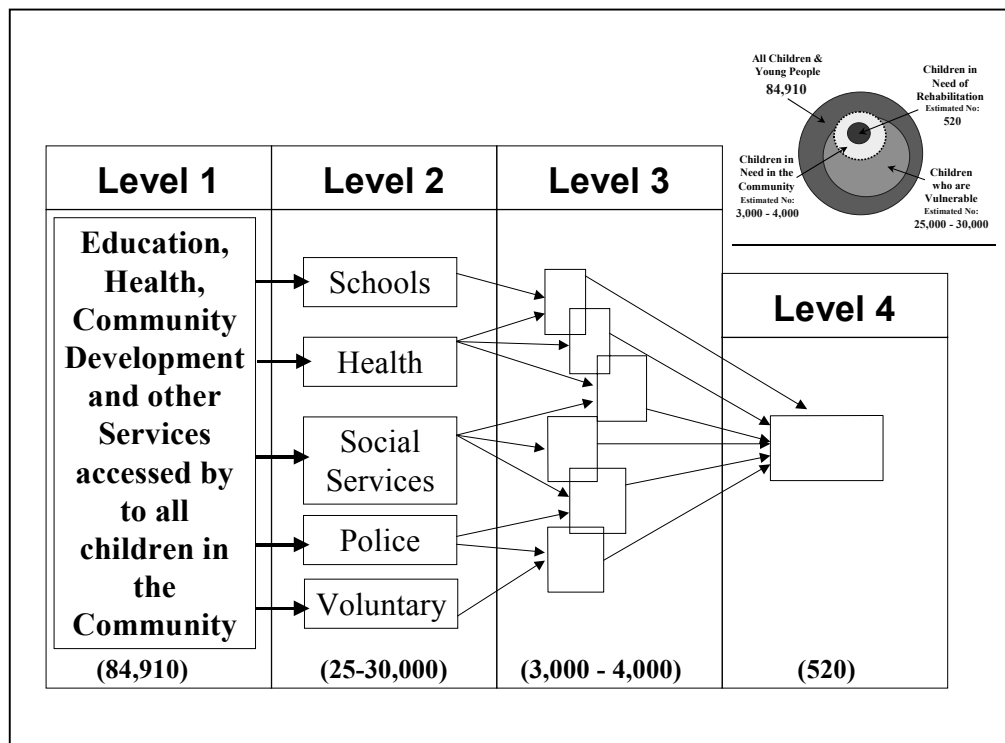 All Children &
Young People
84,910
Children in
Need of
Rehabilitation
Estimated No:
520
Children in
Need in the
Community
Estimated No:
3,000 - 4,000
Children
who are
Vulnerable
Estimated No:
25,000 - 30,000
Level 1
Level 2
Level 3
Level 4
Education,
Health,
Community
Development
and other
Services
accessed by
to all
children in
the
Community
Schools
Health
Social
Services
Police
Voluntary
(84,910)
(25-30,000)
(3,000 - 4,000)
(520)